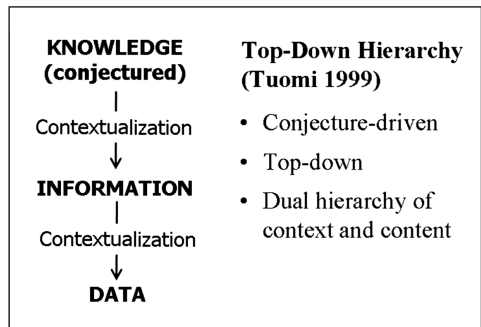 KNOWLEDGE
(conjectured)
Contextualization
INFORMATION
Contextualization
DATA
Top-Down Hierarchy
(Tuomi 1999)
• Conjecture-driven
• Top-down
• Dual hierarchy of
context and content